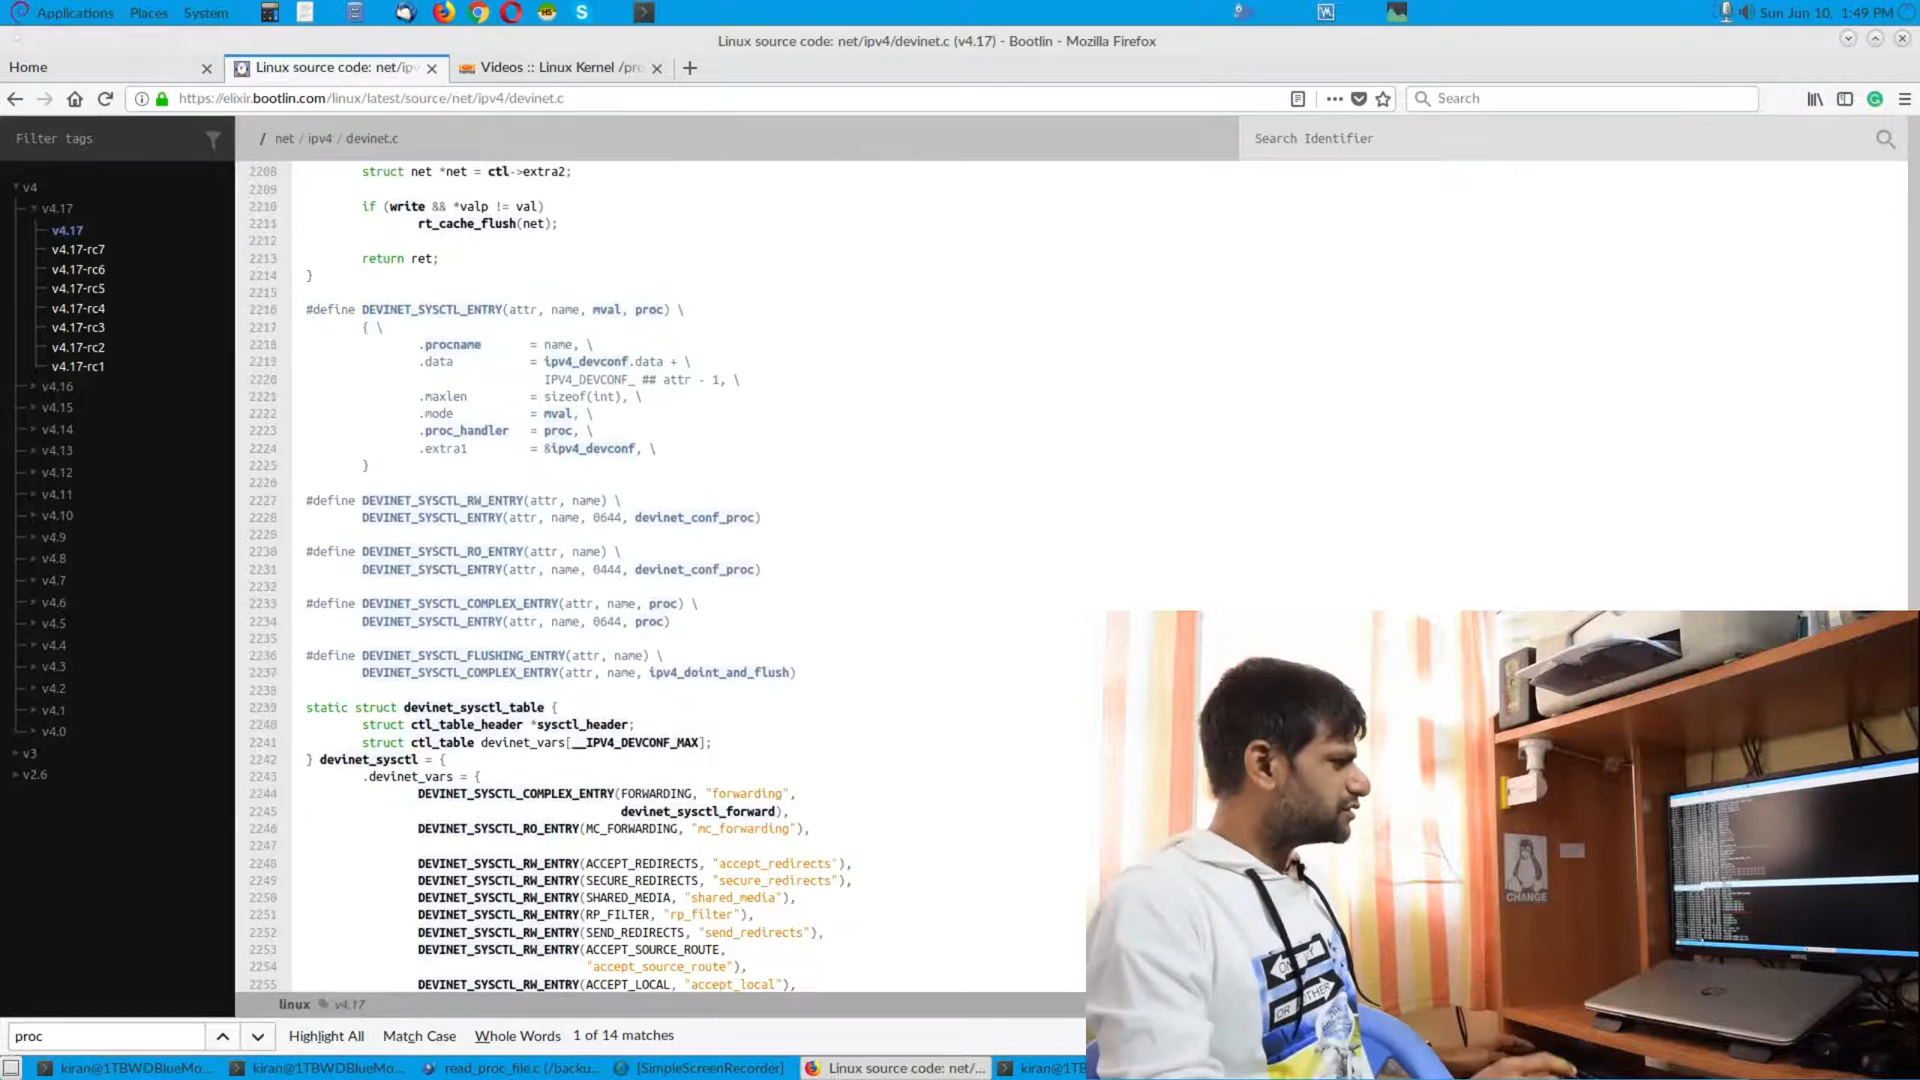 Applications Places System
Sun Jun 10, 1:49 PM
Linux source code: net/ipv4/devinet.c (v4.17) - Bootlin - Mozilla Firefox
Home
Linux source code: net/ipv
Videos :: Linux Kernel /pro
https://elixir.bootlin.com/linux/latest/source/net/ipv4/devinet.c
Search
Filter tags
/ net / ipv4 / devinet.c
Search Identifier
v4
v4.17
v4.17
v4.17-rc7
v4.17-rc6
v4.17-rc5
v4.17-rc4
v4.17-rc3
v4.17-rc2
v4.17-rc1
v4.16
v4.15
v4.14
v4.13
v4.12
v4.11
v4.10
v4.9
v4.8
v4.7
v4.6
v4.5
v4.4
v4.3
v4.2
v4.1
v4.0
v3
v2.6
2208 struct net *net = ctl->extra2;
2209
2210 if (write && *valp != val)
2211 rt_cache_flush(net);
2212
2213 return ret;
2214 }
2215
2216 #define DEVINET_SYSCTL_ENTRY(attr, name, mval, proc) \
2217 { \
2218 .procname = name, \
2219 .data = ipv4_devconf.data + \
2220 IPV4_DEVCONF_ ## attr - 1, \
2221 .maxlen = sizeof(int), \
2222 .mode = mval, \
2223 .proc_handler = proc, \
2224 .extra1 = &ipv4_devconf, \
2225 }
2226
2227 #define DEVINET_SYSCTL_RW_ENTRY(attr, name) \
2228 DEVINET_SYSCTL_ENTRY(attr, name, 0644, devinet_conf_proc)
2229
2230 #define DEVINET_SYSCTL_RO_ENTRY(attr, name) \
2231 DEVINET_SYSCTL_ENTRY(attr, name, 0444, devinet_conf_proc)
2232
2233 #define DEVINET_SYSCTL_COMPLEX_ENTRY(attr, name, proc) \
2234 DEVINET_SYSCTL_ENTRY(attr, name, 0644, proc)
2235
2236 #define DEVINET_SYSCTL_FLUSHING_ENTRY(attr, name) \
2237 DEVINET_SYSCTL_COMPLEX_ENTRY(attr, name, ipv4_doint_and_flush)
2238
2239 static struct devinet_sysctl_table {
2240 struct ctl_table_header *sysctl_header;
2241 struct ctl_table devinet_vars[__IPV4_DEVCONF_MAX];
2242 } devinet_sysctl = {
2243 .devinet_vars = {
2244 DEVINET_SYSCTL_COMPLEX_ENTRY(FORWARDING, "forwarding",
2245 devinet_sysctl_forward),
2246 DEVINET_SYSCTL_RO_ENTRY(MC_FORWARDING, "mc_forwarding"),
2247
2248 DEVINET_SYSCTL_RW_ENTRY(ACCEPT_REDIRECTS, "accept_redirects"),
2249 DEVINET_SYSCTL_RW_ENTRY(SECURE_REDIRECTS, "secure_redirects"),
2250 DEVINET_SYSCTL_RW_ENTRY(SHARED_MEDIA, "shared_media"),
2251 DEVINET_SYSCTL_RW_ENTRY(RP_FILTER, "rp_filter"),
2252 DEVINET_SYSCTL_RW_ENTRY(SEND_REDIRECTS, "send_redirects"),
2253 DEVINET_SYSCTL_RW_ENTRY(ACCEPT_SOURCE_ROUTE,
2254 "accept_source_route"),
2255 DEVINET_SYSCTL_RW_ENTRY(ACCEPT_LOCAL, "accept_local"),
linux v4.17
proc
Highlight All Match Case Whole Words 1 of 14 matches
kiran@1TBWDBlueMo...
kiran@1TBWDBlueMo...
read_proc_file.c (/backu...
[SimpleScreenRecorder]
Linux source code: net/...
kiran@1TB
CHANGE
OR OTHER